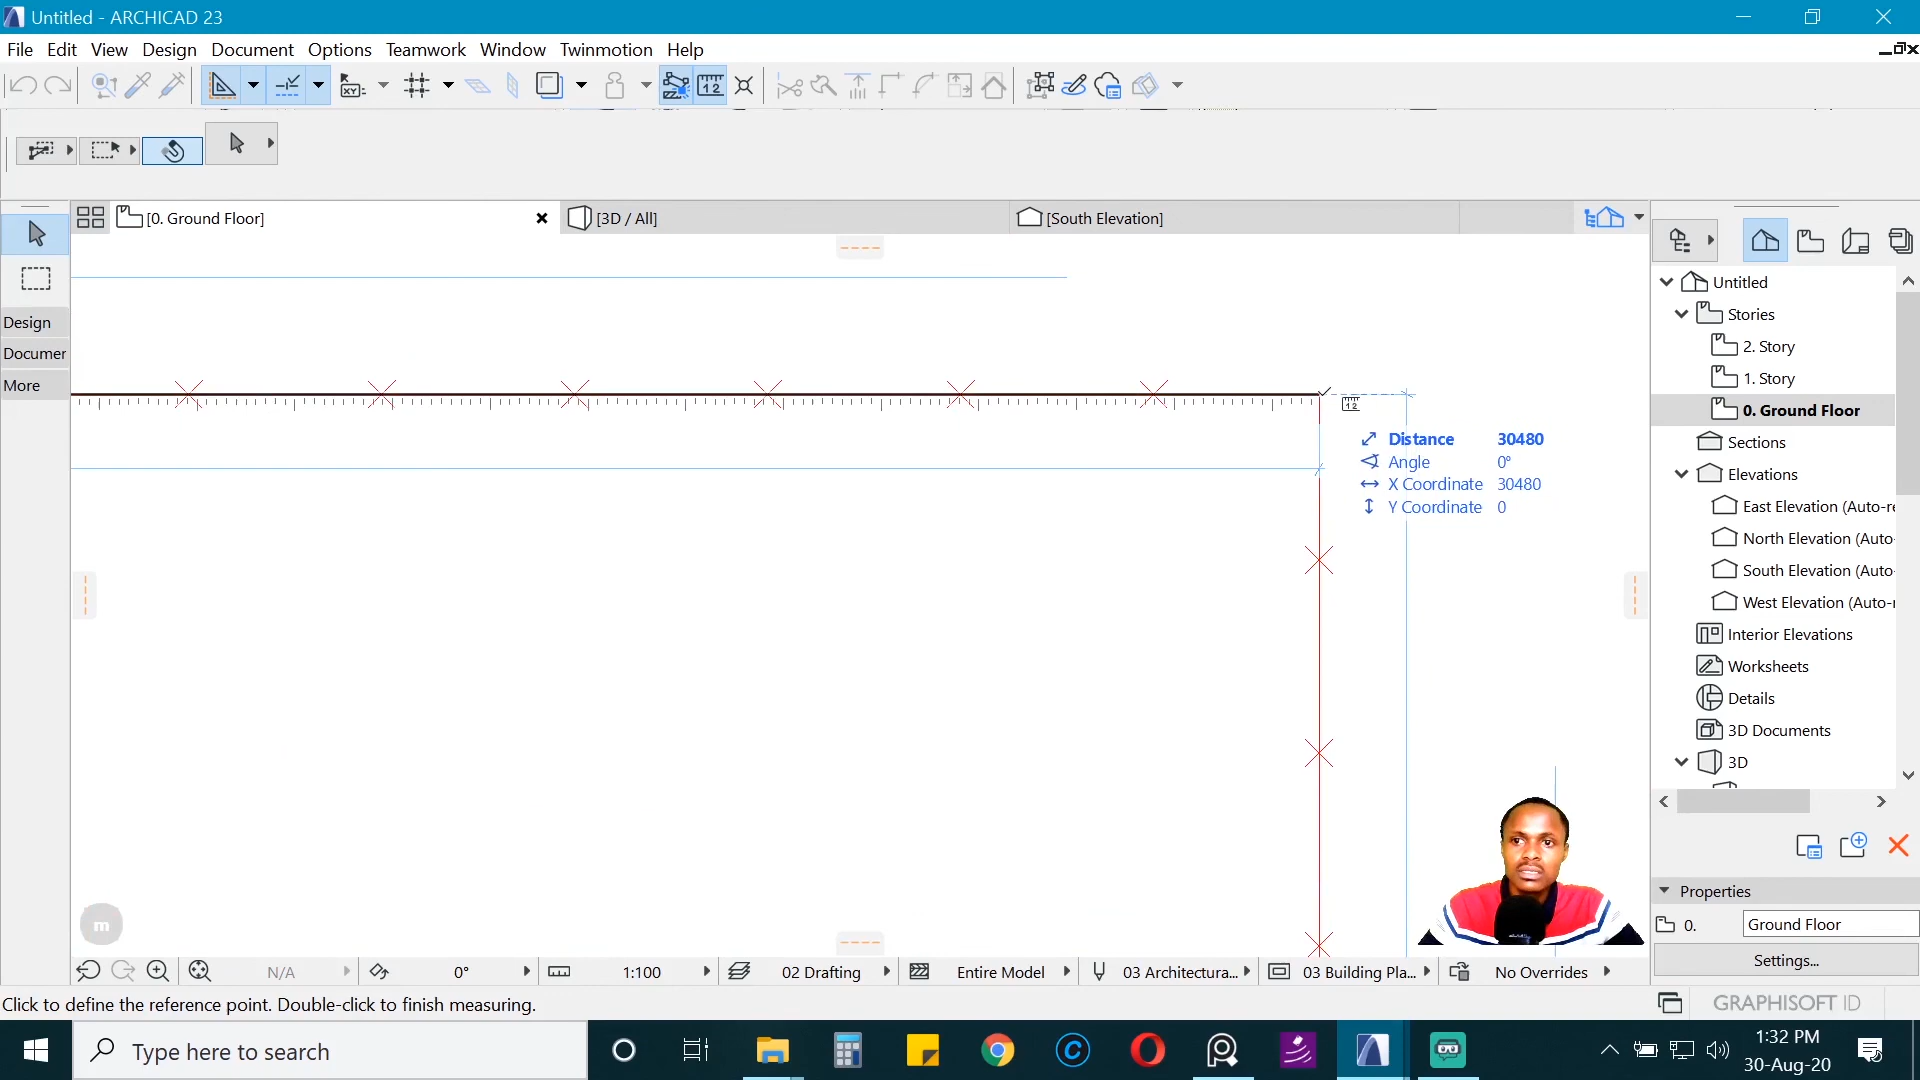 Untitled - ARCHICAD 23
File Edit View Design Document Options Teamwork Window Twinmotion Help
XY:
12
[0. Ground Floor]
[3D / All]
[South Elevation]
Design
Documer
More
12
Distance 30480
Angle 0°
X Coordinate 30480
Y Coordinate 0
Untitled
Stories
2. Story
1. Story
0. Ground Floor
Sections
Elevations
East Elevation (Auto-re
North Elevation (Auto-
South Elevation (Auto-
West Elevation (Auto-r
Interior Elevations
Worksheets
Details
3D Documents
3D
Properties
0. Ground Floor
Settings...
m
N/A 0° 1:100 02 Drafting Entire Model 03 Architectura... 03 Building Pla... No Overrides
Click to define the reference point. Double-click to finish measuring.
GRAPHISOFT ID
Type here to search
1:32 PM
30-Aug-20